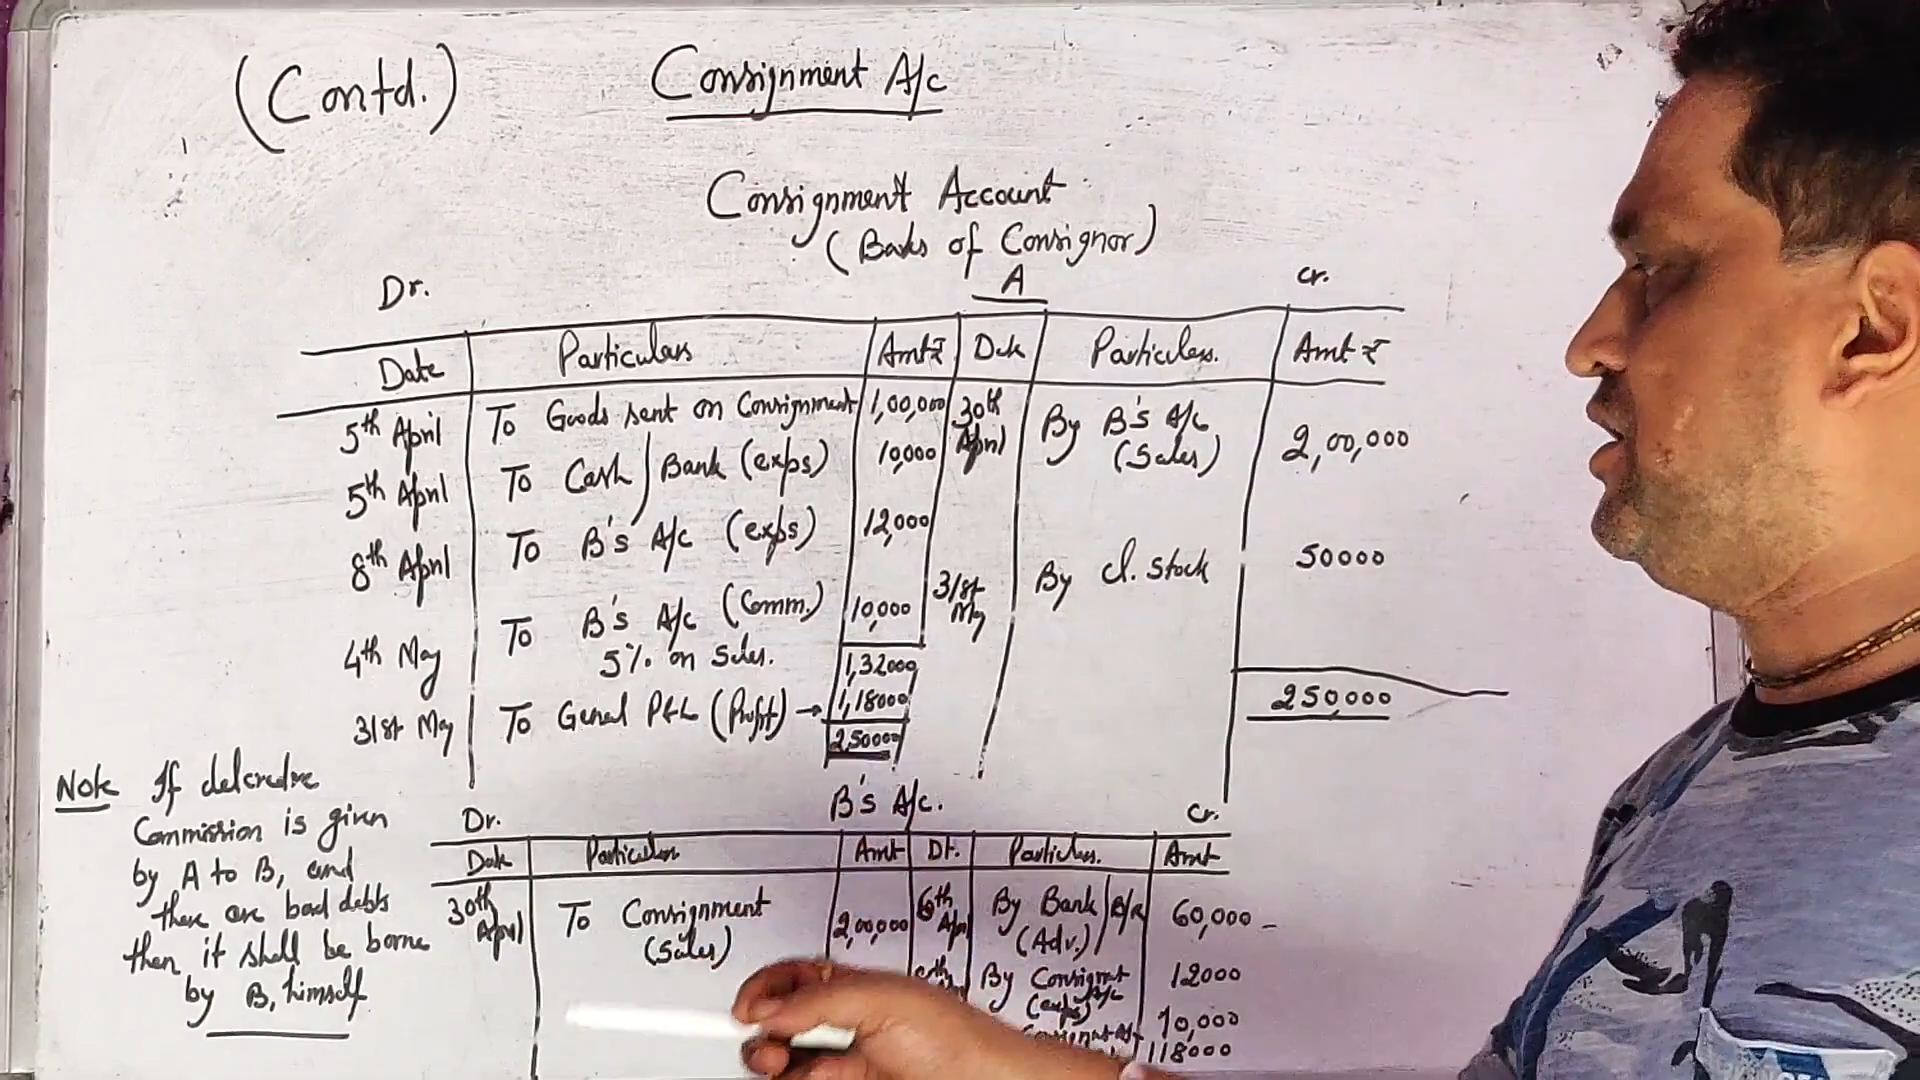 (Contd.)
Consignment A/c
Consignment Account
(Books of Consignor)
A
Dr.
Cr.
Date Particulars Amt ₹ Date Particulars. Amt ₹
5th April To Goods sent on Consignment 1,00,000 30th April By B's A/c (Sales) 2,00,000
5th April To Cash/Bank (exps) 10,000
8th April To B's A/c (exps) 12,000 31st May By Cl. Stock 50000
4th May To B's A/c (Comm.) 10,000
5% on Sales.
1,32000
31st May To General P&L (Profit) → 1,18000
2,50000 250000
Note If delcredre
Commission is given
by A to B, and
there are bad debts
then it shall be borne
by B, himself
B's A/c.
Dr. Cr.
Date Particulars Amt Dt. Particulars. Amt
30th April To Consignment (Sales) 2,00,000 6th Apr By Bank/B/R (Adv.) 60,000
By Consignment A/c (exps) 12000
10,000
118000